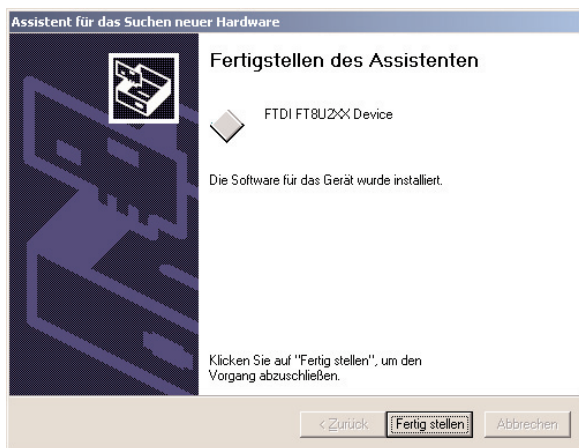 Assistent für das Suchen neuer Hardware
Fertigstellen des Assistenten
FTDI FT8U2XX Device
Die Software für das Gerät wurde installiert.
Klicken Sie auf "Fertig stellen", um den
Vorgang abzuschließen.
< Zurück
Fertig stellen
Abbrechen